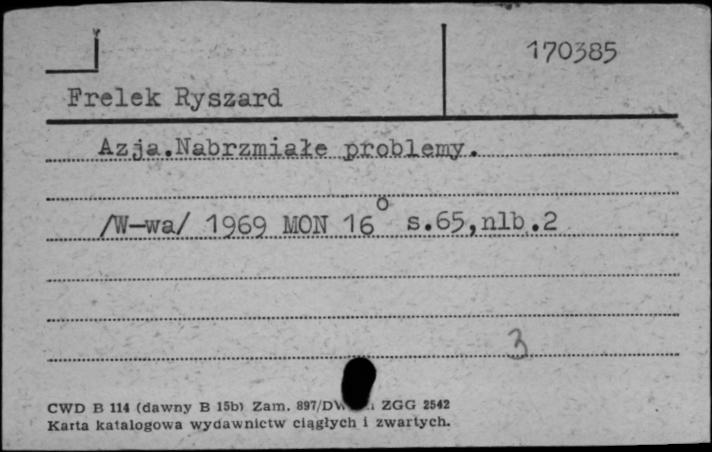 170385
Frelek Ryszard
Azja.Nabrzmiałe problemy.
/W-wa/ 1969 MON 16° s.65,nlb.2
3
CWD B 114 (dawny B 15b) Zam. 897/DW ZGG 2542
Karta katalogowa wydawnictw ciągłych i zwartych.